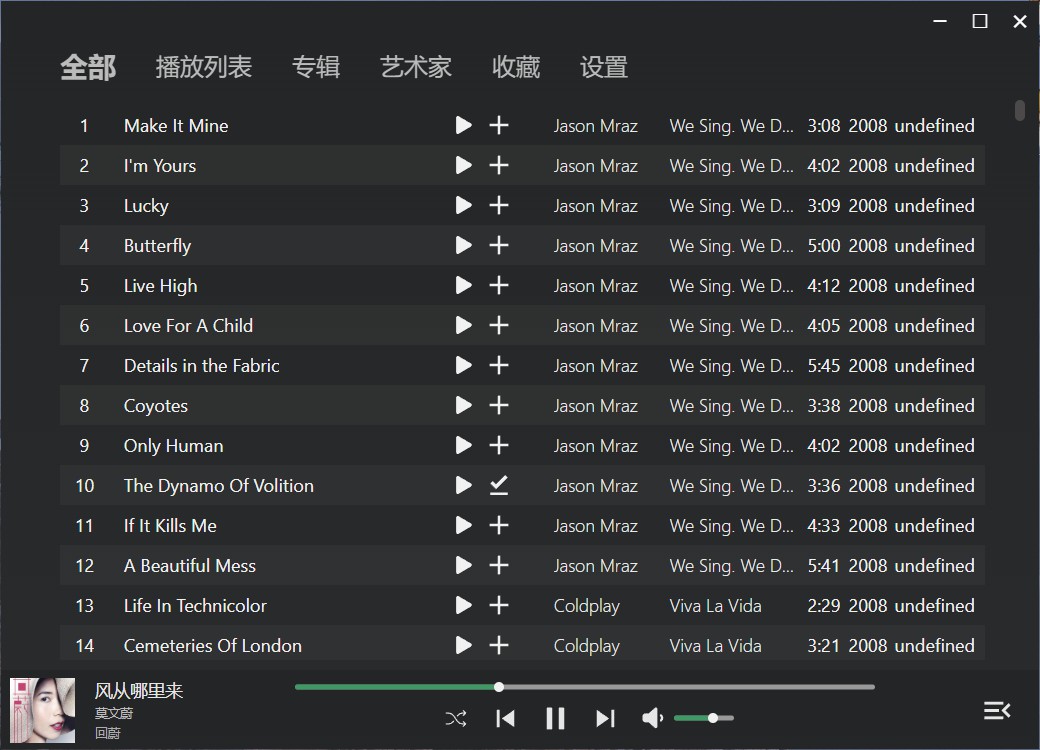 全部 播放列表 专辑 艺术家 收藏 设置
1 Make It Mine Jason Mraz We Sing. We D... 3:08 2008 undefined
2 I'm Yours Jason Mraz We Sing. We D... 4:02 2008 undefined
3 Lucky Jason Mraz We Sing. We D... 3:09 2008 undefined
4 Butterfly Jason Mraz We Sing. We D... 5:00 2008 undefined
5 Live High Jason Mraz We Sing. We D... 4:12 2008 undefined
6 Love For A Child Jason Mraz We Sing. We D... 4:05 2008 undefined
7 Details in the Fabric Jason Mraz We Sing. We D... 5:45 2008 undefined
8 Coyotes Jason Mraz We Sing. We D... 3:38 2008 undefined
9 Only Human Jason Mraz We Sing. We D... 4:02 2008 undefined
10 The Dynamo Of Volition Jason Mraz We Sing. We D... 3:36 2008 undefined
11 If It Kills Me Jason Mraz We Sing. We D... 4:33 2008 undefined
12 A Beautiful Mess Jason Mraz We Sing. We D... 5:41 2008 undefined
13 Life In Technicolor Coldplay Viva La Vida 2:29 2008 undefined
14 Cemeteries Of London Coldplay Viva La Vida 3:21 2008 undefined
风从哪里来
莫文蔚
回蔚